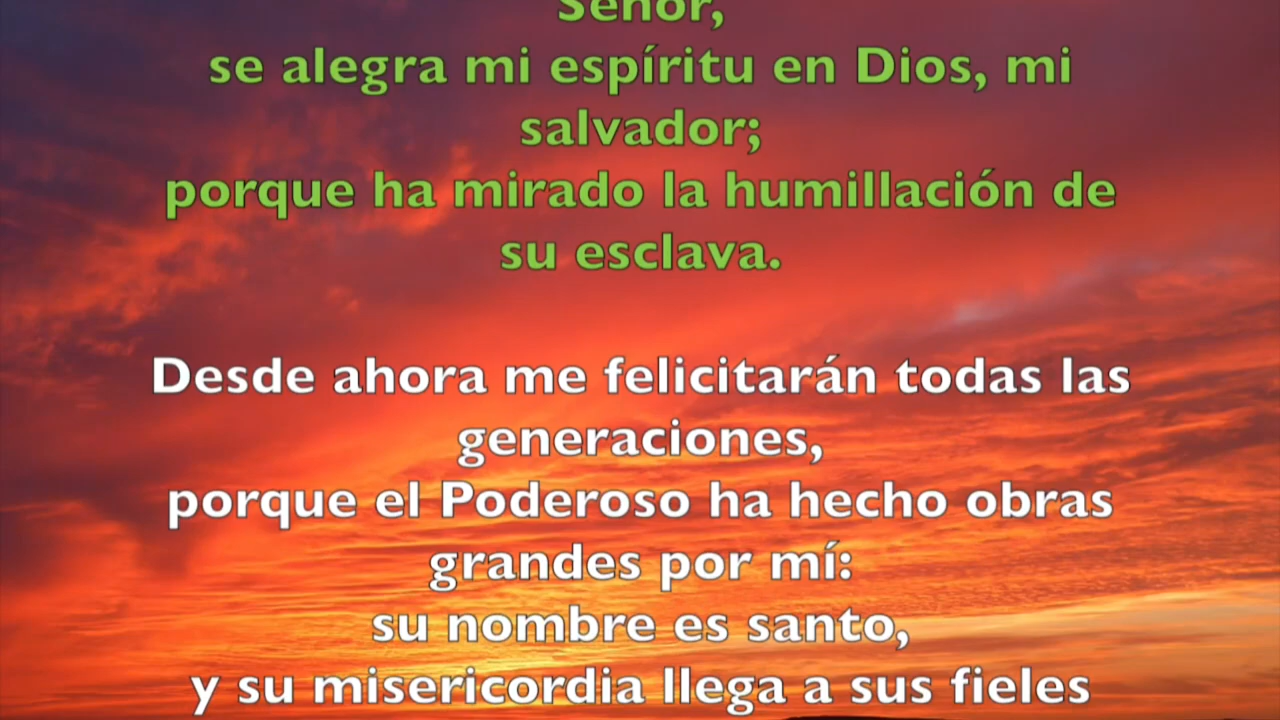 Señor,
se alegra mi espíritu en Dios, mi
salvador;
porque ha mirado la humillación de
su esclava.
Desde ahora me felicitarán todas las
generaciones,
porque el Poderoso ha hecho obras
grandes por mí:
su nombre es santo,
y su misericordia llega a sus fieles